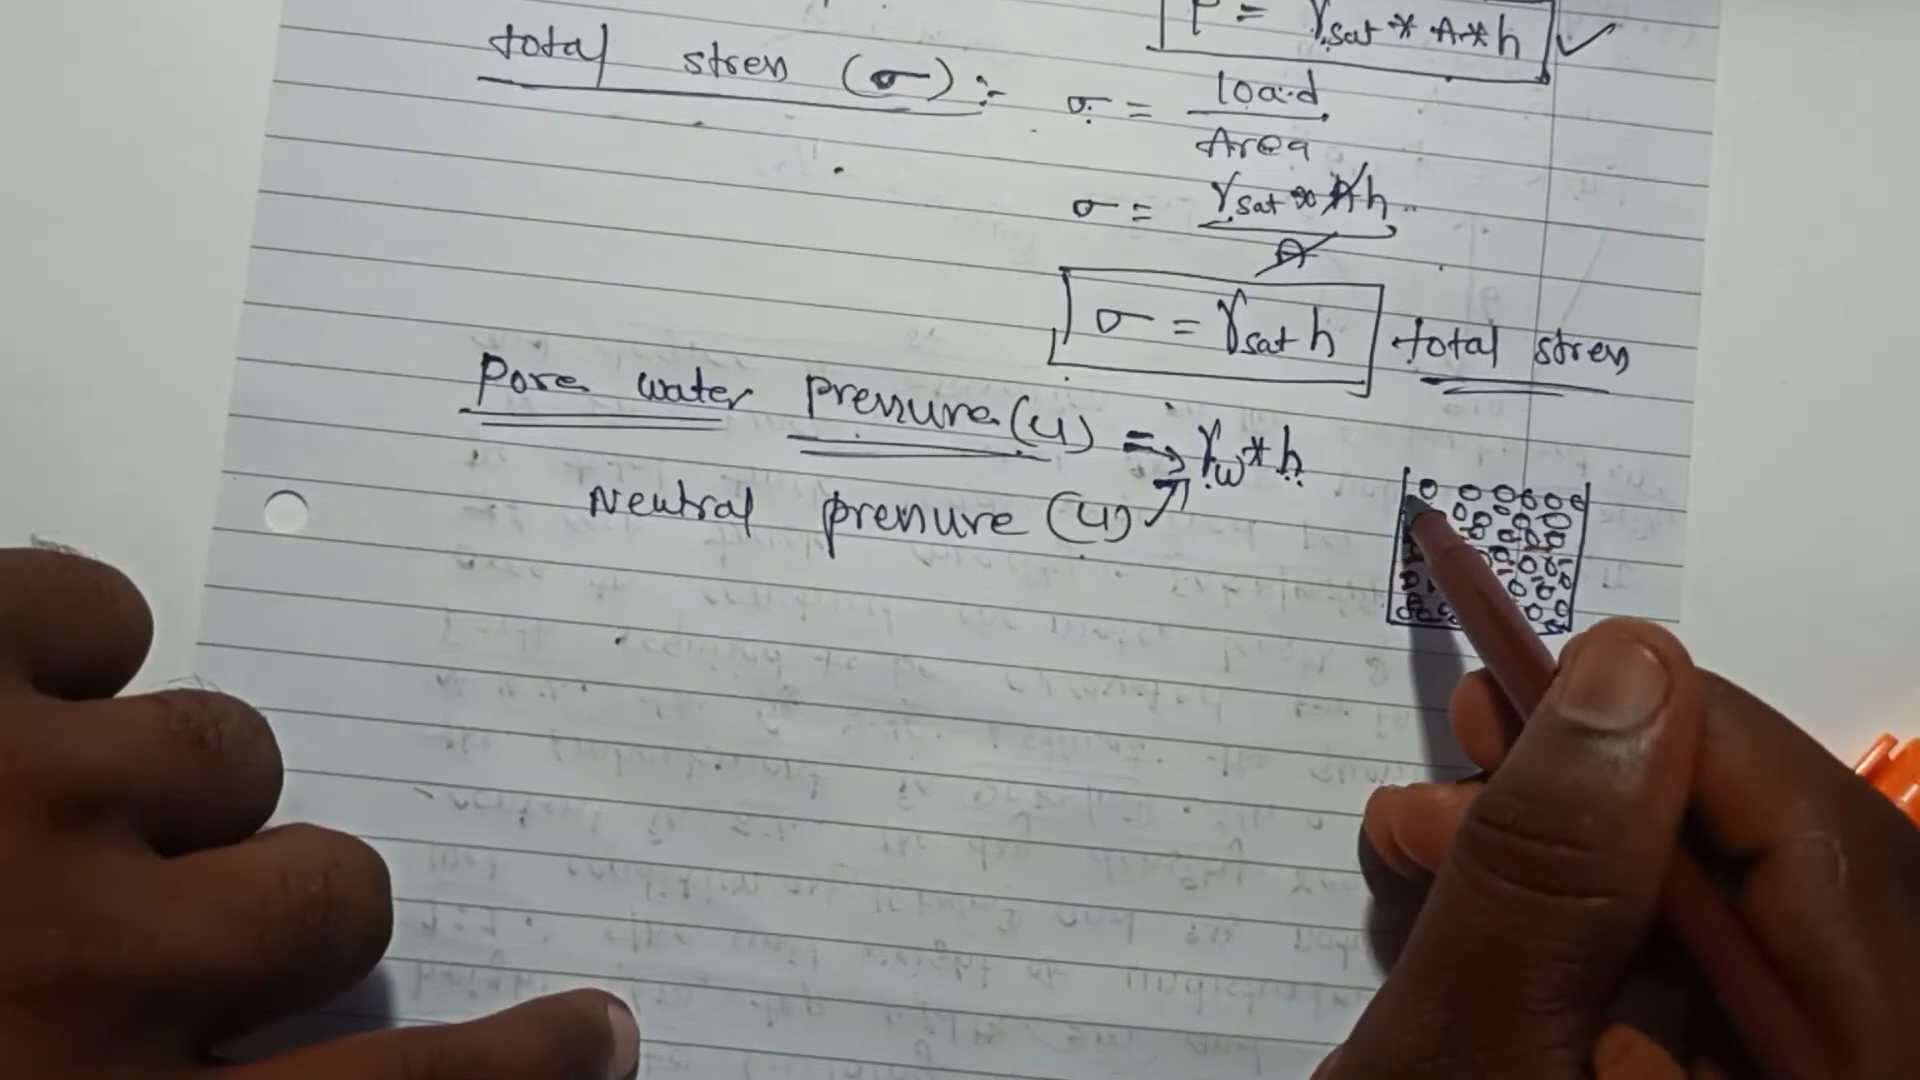 P = γsat * A * h ✓
total stress (σ) :-
σ = load / Area
σ = γsat * A h / A
σ = γsat h total stress
Pore water pressure (u) = γw * h
Neutral pressure (u)